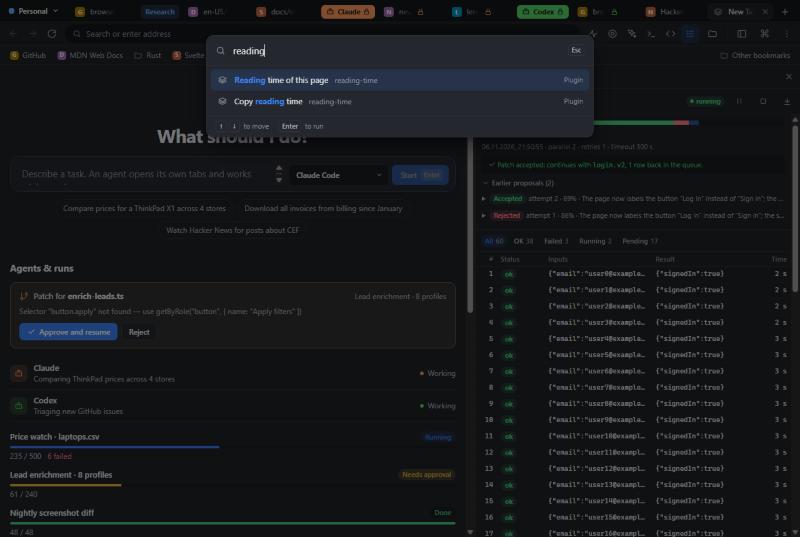 Personal
brows
Research
en-US
docs/
Claude
ne
le
Codex
br
Hacke
New T
Search or enter address
GitHub
MDN Web Docs
Rust
Svelte
Other bookmarks
reading
Esc
Reading time of this page reading-time Plugin
Copy reading time reading-time Plugin
↑ ↓ to move Enter to run
What should I do?
Describe a task. An agent opens its own tabs and works
Claude Code
Start Enter
Compare prices for a ThinkPad X1 across 4 stores
Download all invoices from billing since January
Watch Hacker News for posts about CEF
Agents & runs
Patch for enrich-leads.ts
Lead enrichment · 8 profiles
Selector "button.apply" not found — use getByRole("button", { name: "Apply filters" })
Approve and resume
Reject
Claude
Comparing ThinkPad prices across 4 stores
Working
Codex
Triaging new GitHub issues
Working
Price watch · laptops.csv
Running
235 / 500 · 6 failed
Lead enrichment · 8 profiles
Needs approval
61 / 240
Nightly screenshot diff
Done
48 / 48
running
06.11.2026, 21:50:55 · parallel 2 · retries 1 · timeout 300 s
Patch accepted: continues with login.v2, 1 row back in the queue.
Earlier proposals (2)
Accepted attempt 2 · 89% · The page now labels the button "Log in" instead of "Sign in"; the s...
Rejected attempt 1 · 86% · The page now labels the button "Log in" instead of "Sign in"; the s...
All 60 OK 38 Failed 3 Running 2 Pending 17
# Status Inputs Result Time
1 ok {"email":"user0@example… {"signedIn":true} 2 s
2 ok {"email":"user1@example… {"signedIn":true} 2 s
3 ok {"email":"user2@example… {"signedIn":true} 2 s
4 ok {"email":"user3@example… {"signedIn":true} 2 s
5 ok {"email":"user4@example… {"signedIn":true} 3 s
6 ok {"email":"user5@example… {"signedIn":true} 3 s
7 ok {"email":"user6@example… {"signedIn":true} 3 s
8 ok {"email":"user7@example… {"signedIn":true} 3 s
9 ok {"email":"user8@example… {"signedIn":true} 3 s
10 ok {"email":"user9@example… {"signedIn":true} 3 s
11 ok {"email":"user10@exampl… {"signedIn":true} 3 s
12 ok {"email":"user11@exampl… {"signedIn":true} 3 s
13 ok {"email":"user12@exampl… {"signedIn":true} 3 s
14 ok {"email":"user13@exampl… {"signedIn":true} 3 s
15 ok {"email":"user14@exampl… {"signedIn":true} 3 s
16 ok {"email":"user15@exampl… {"signedIn":true} 3 s
17 ok {"email":"user16@exampl… {"signedIn":true} 3 s